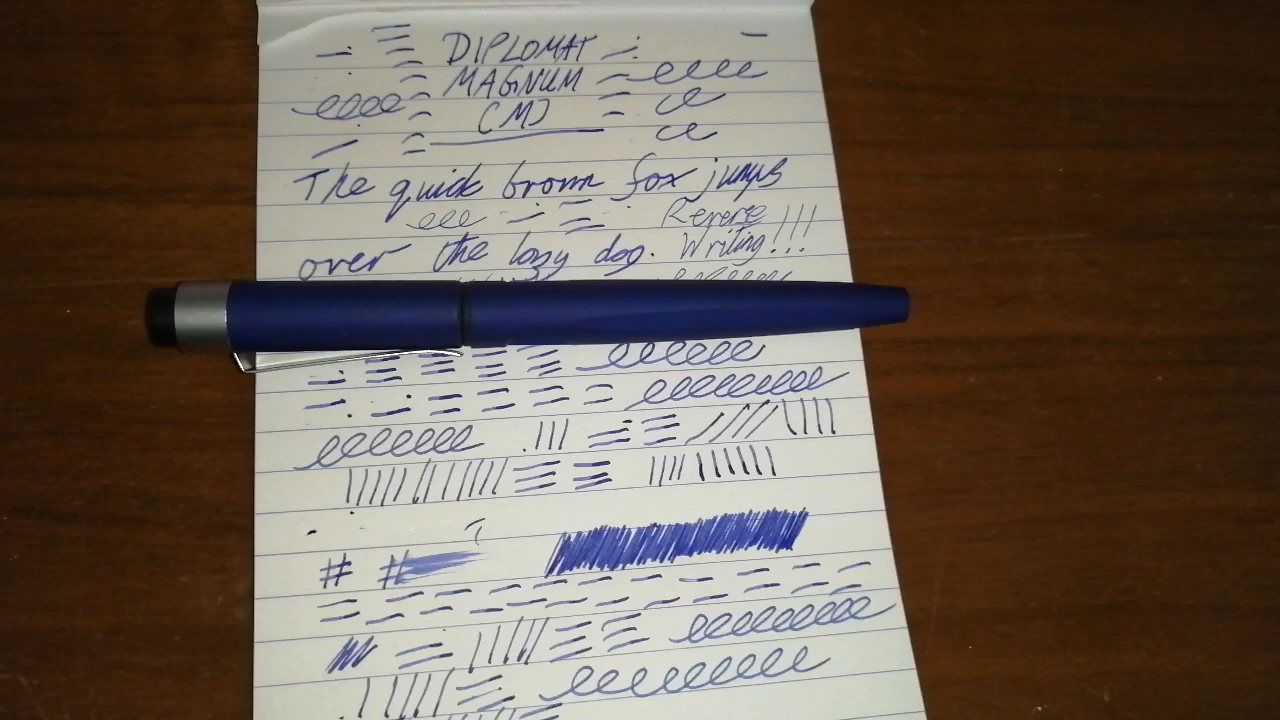 DIPLOMAT
MAGNUM
(M)
The quick brown fox jumps
Reverse
over the lazy dog. Writing!!!
# #